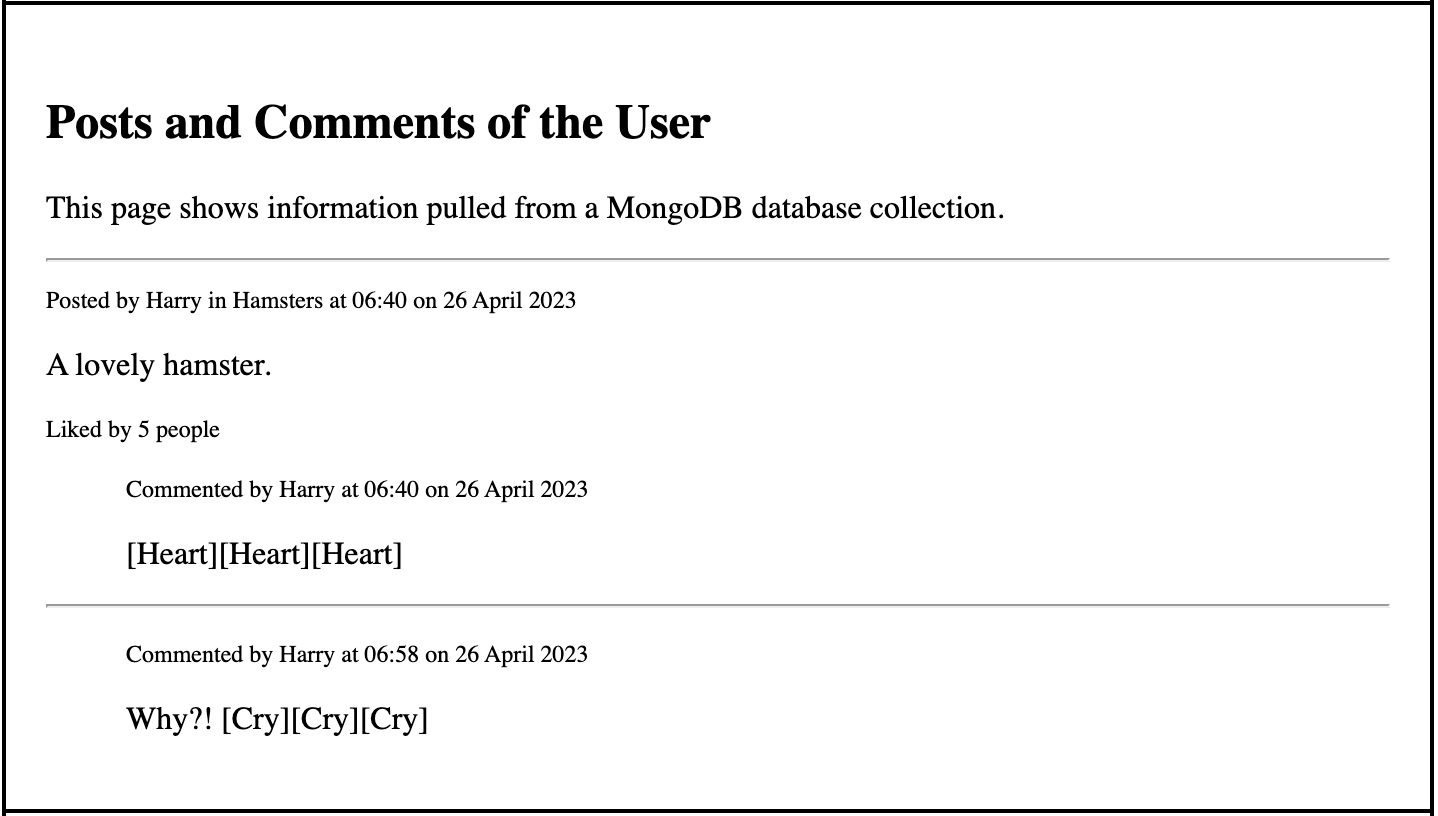 Posts and Comments of the User
This page shows information pulled from a MongoDB database collection.
Posted by Harry in Hamsters at 06:40 on 26 April 2023
A lovely hamster.
Liked by 5 people
Commented by Harry at 06:40 on 26 April 2023
[Heart][Heart][Heart]
Commented by Harry at 06:58 on 26 April 2023
Why?! [Cry][Cry][Cry]